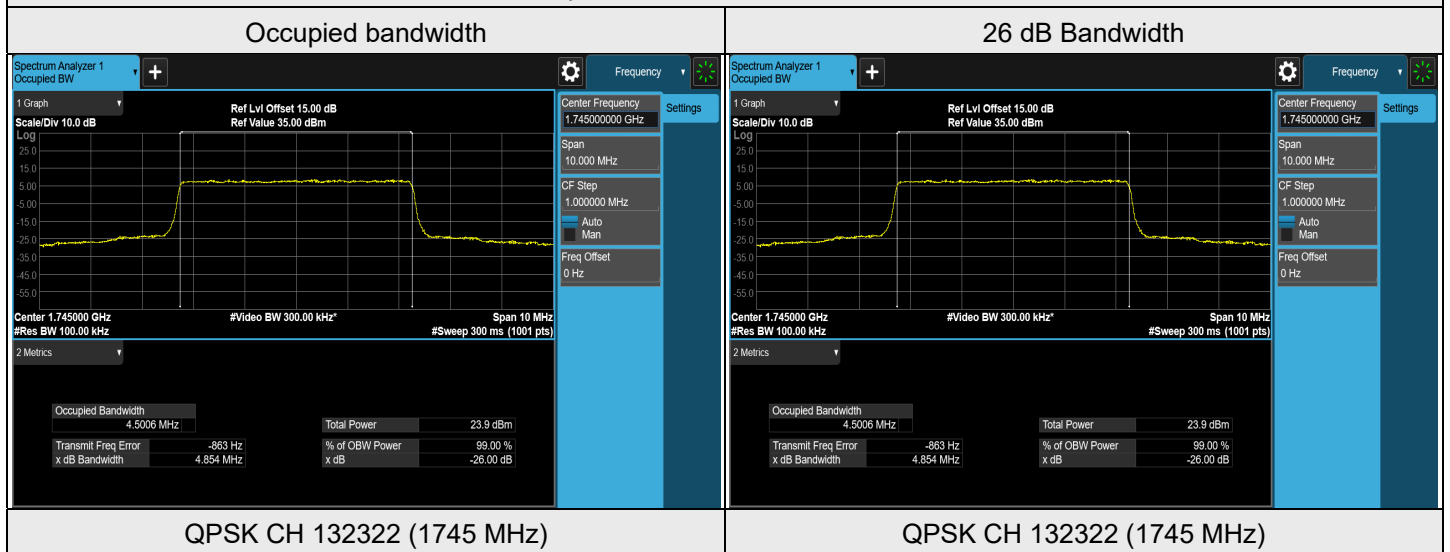 Occupied bandwidth
26 dB Bandwidth
Spectrum Analyzer 1
Occupied BW
+
Frequency
1 Graph
Scale/Div 10.0 dB
Ref Lvl Offset 15.00 dB
Ref Value 35.00 dBm
Log
25.0
15.0
5.00
-5.00
-15.0
-25.0
-35.0
-45.0
-55.0
Center 1.745000 GHz
#Res BW 100.00 kHz
#Video BW 300.00 kHz*
Span 10 MHz
#Sweep 300 ms (1001 pts)
Center Frequency
1.745000000 GHz
Span
10.000 MHz
CF Step
1.000000 MHz
Auto
Man
Freq Offset
0 Hz
Settings
2 Metrics
Occupied Bandwidth
4.5006 MHz
Total Power 23.9 dBm
Transmit Freq Error -863 Hz % of OBW Power 99.00 %
x dB Bandwidth 4.854 MHz x dB -26.00 dB
QPSK CH 132322 (1745 MHz)
Spectrum Analyzer 1
Occupied BW
+
Frequency
1 Graph
Scale/Div 10.0 dB
Ref Lvl Offset 15.00 dB
Ref Value 35.00 dBm
Log
25.0
15.0
5.00
-5.00
-15.0
-25.0
-35.0
-45.0
-55.0
Center 1.745000 GHz
#Res BW 100.00 kHz
#Video BW 300.00 kHz*
Span 10 MHz
#Sweep 300 ms (1001 pts)
Center Frequency
1.745000000 GHz
Span
10.000 MHz
CF Step
1.000000 MHz
Auto
Man
Freq Offset
0 Hz
Settings
2 Metrics
Occupied Bandwidth
4.5006 MHz
Total Power 23.9 dBm
Transmit Freq Error -863 Hz % of OBW Power 99.00 %
x dB Bandwidth 4.854 MHz x dB -26.00 dB
QPSK CH 132322 (1745 MHz)